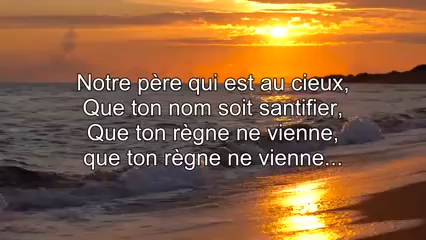 Notre père qui est au cieux,
Que ton nom soit santifier,
Que ton règne ne vienne,
que ton règne ne vienne...